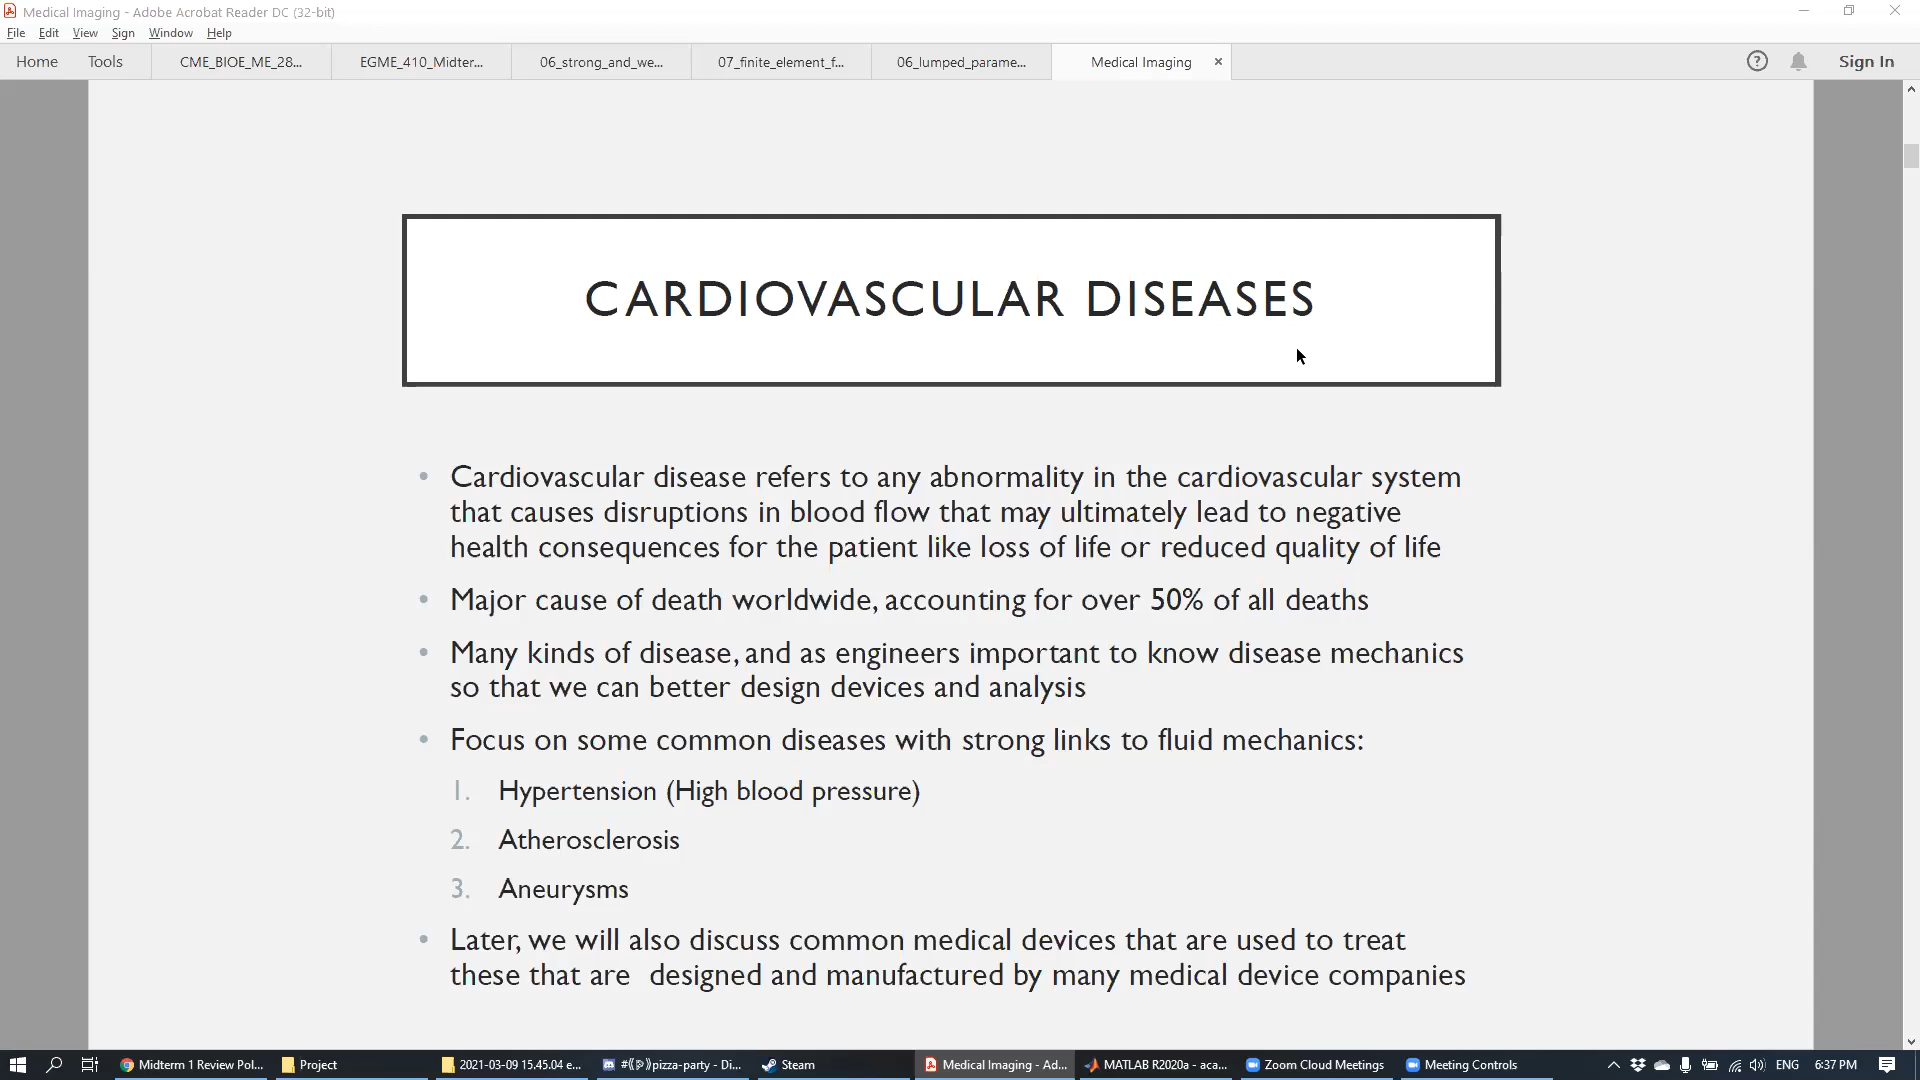 Medical Imaging - Adobe Acrobat Reader DC (32-bit)
File Edit View Sign Window Help
Home Tools CME_BIOE_ME_28... EGME_410_Midter... 06_strong_and_we... 07_finite_element_f... 06_lumped_parame... Medical Imaging × Sign In
CARDIOVASCULAR DISEASES
• Cardiovascular disease refers to any abnormality in the cardiovascular system
that causes disruptions in blood flow that may ultimately lead to negative
health consequences for the patient like loss of life or reduced quality of life
• Major cause of death worldwide, accounting for over 50% of all deaths
• Many kinds of disease, and as engineers important to know disease mechanics
so that we can better design devices and analysis
• Focus on some common diseases with strong links to fluid mechanics:
1. Hypertension (High blood pressure)
2. Atherosclerosis
3. Aneurysms
• Later, we will also discuss common medical devices that are used to treat
these that are  designed and manufactured by many medical device companies
Midterm 1 Review Pol... Project 2021-03-09 15.45.04 e... pizza-party - Di... Steam Medical Imaging - Ad... MATLAB R2020a - aca... Zoom Cloud Meetings Meeting Controls ENG 6:37 PM